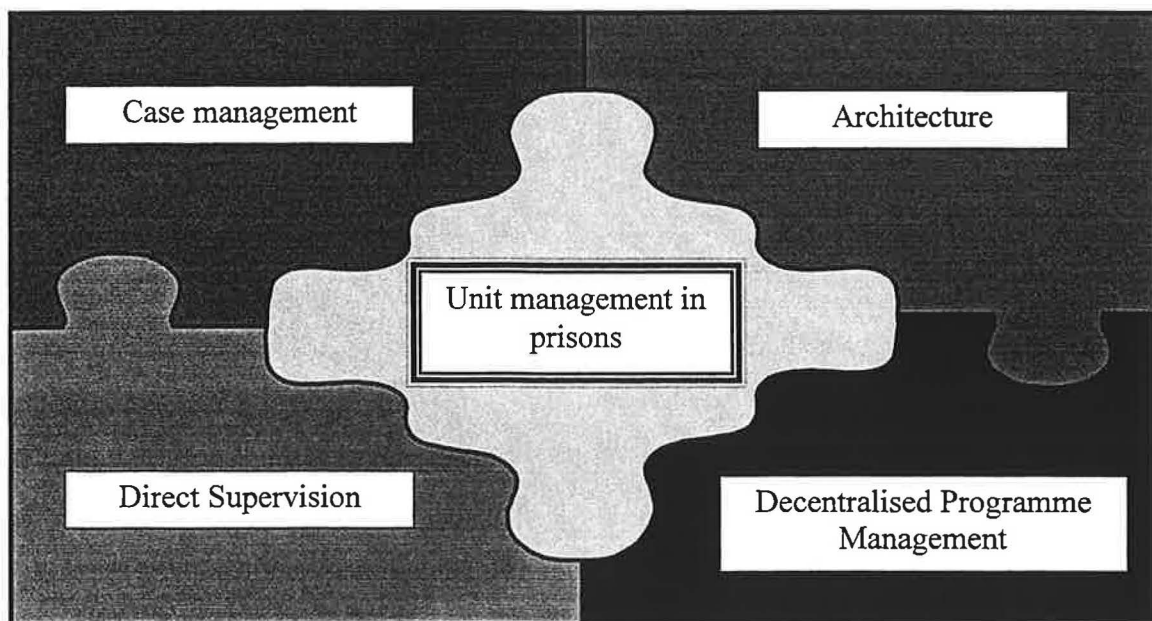 Case management
Architecture
Unit management in
prisons
Direct Supervision
Decentralised Programme
Management